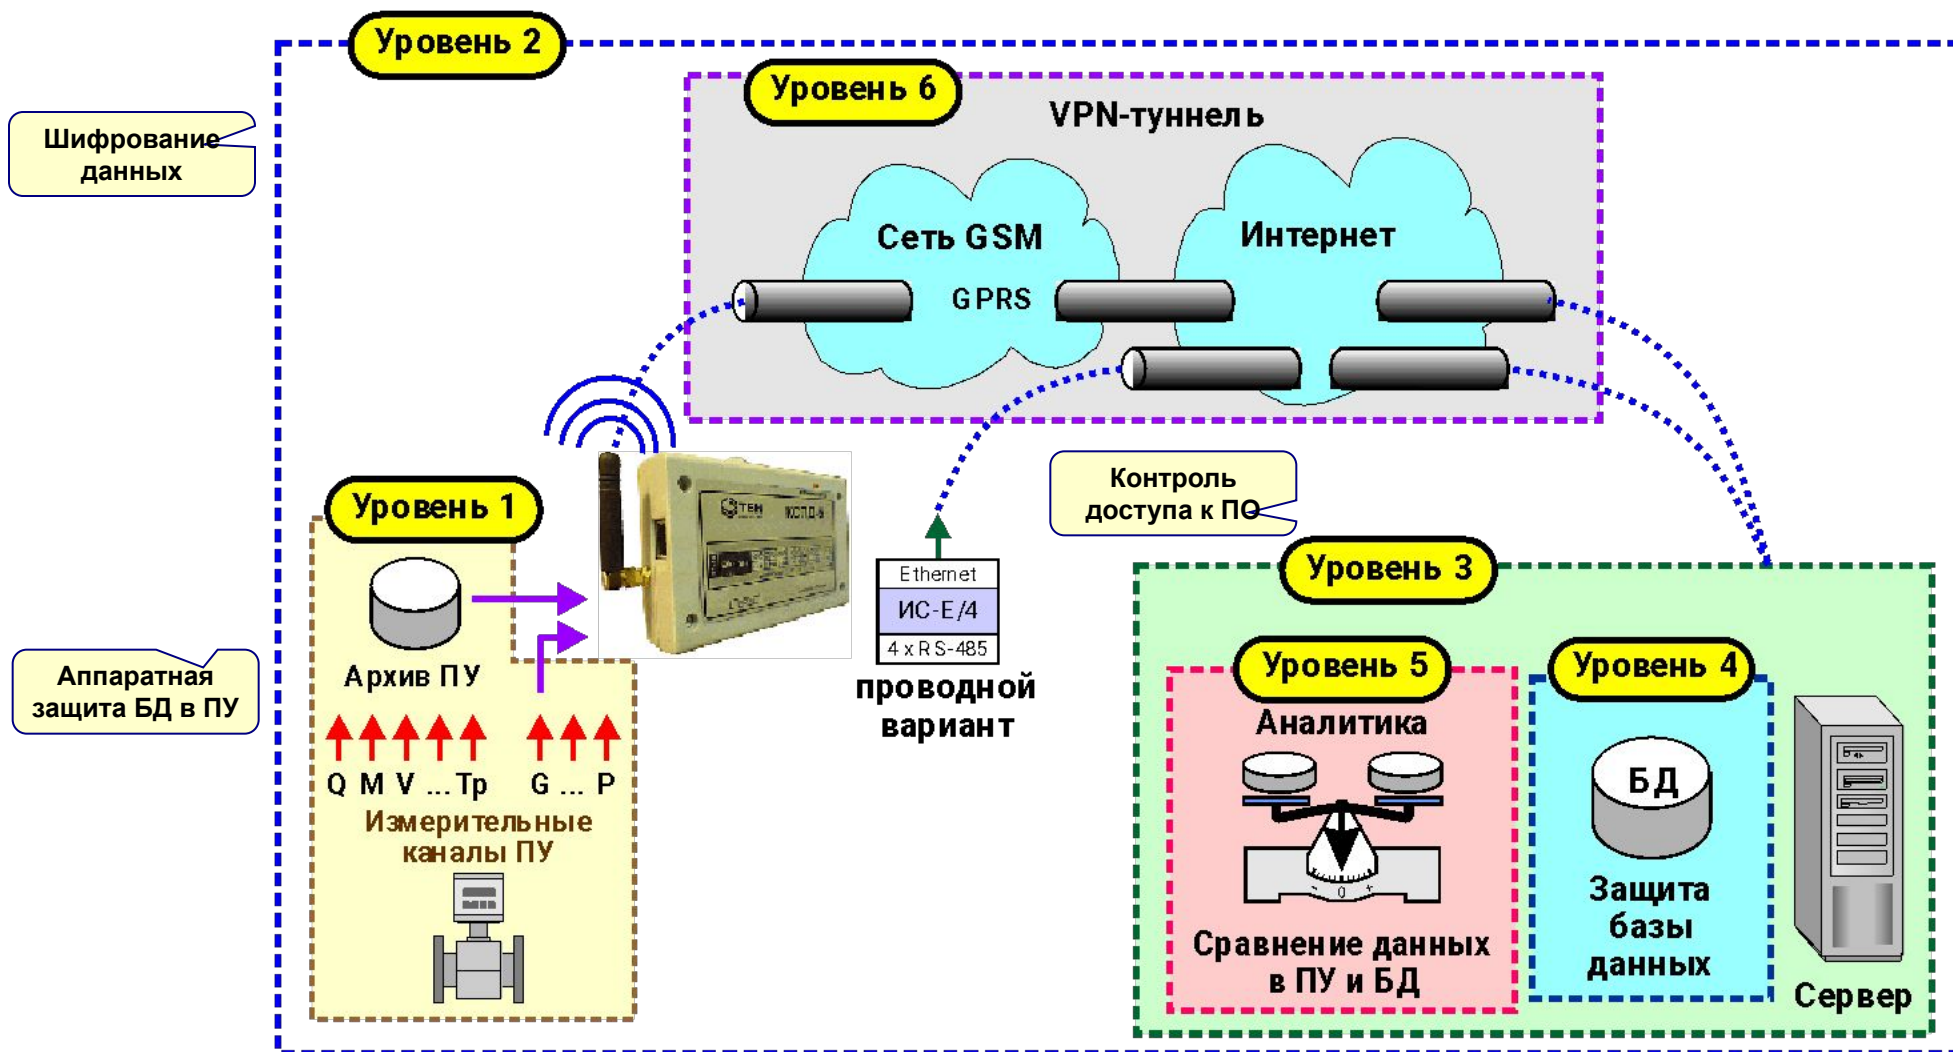 Уровень 2
Уровень 6
VPN-туннель
Шифрование
данных
Сеть GSM
GPRS
Интернет
Контроль
доступа к ПО
Уровень 1
Архив ПУ
Аппаратная
защита БД в ПУ
Q M V ... Tp G ... P
Измерительные
каналы ПУ
Ethernet
ИС-Е/4
4 x RS-485
проводной
вариант
Уровень 3
Уровень 5
Аналитика
- 0 +
Сравнение данных
в ПУ и БД
Уровень 4
БД
Защита
базы
данных
Сервер